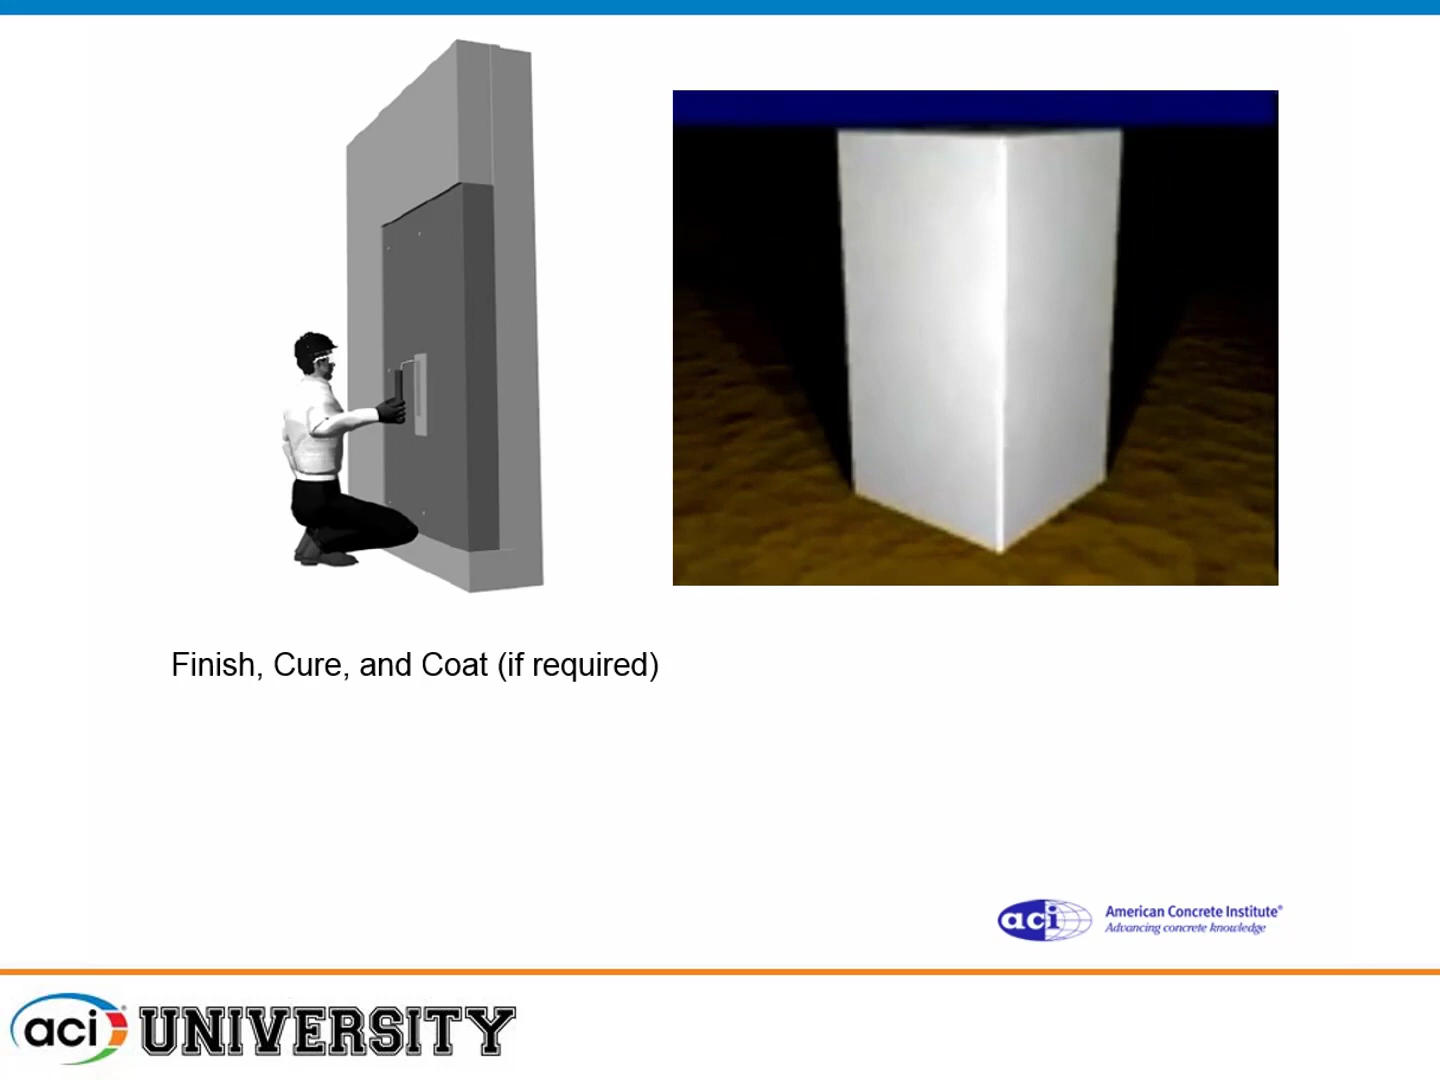 Finish, Cure, and Coat (if required)
aci
American Concrete Institute®
Advancing concrete knowledge
aci® UNIVERSITY